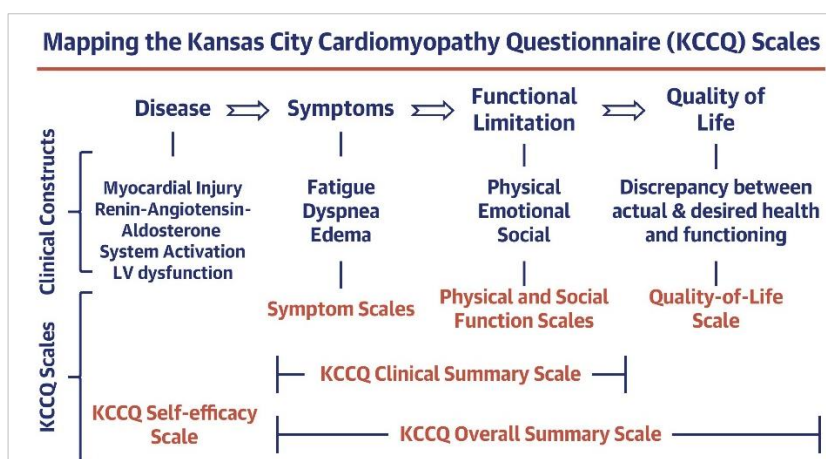 Mapping the Kansas City Cardiomyopathy Questionnaire (KCCQ) Scales
Disease
Symptoms
Functional
Limitation
Quality of
Life
Clinical Constructs
Myocardial Injury
Renin-Angiotensin-
Aldosterone
System Activation
LV dysfunction
Fatigue
Dyspnea
Edema
Physical
Emotional
Social
Discrepancy between
actual & desired health
and functioning
KCCQ Scales
Symptom Scales
Physical and Social
Function Scales
Quality-of-Life
Scale
KCCQ Clinical Summary Scale
KCCQ Self-efficacy
Scale
KCCQ Overall Summary Scale